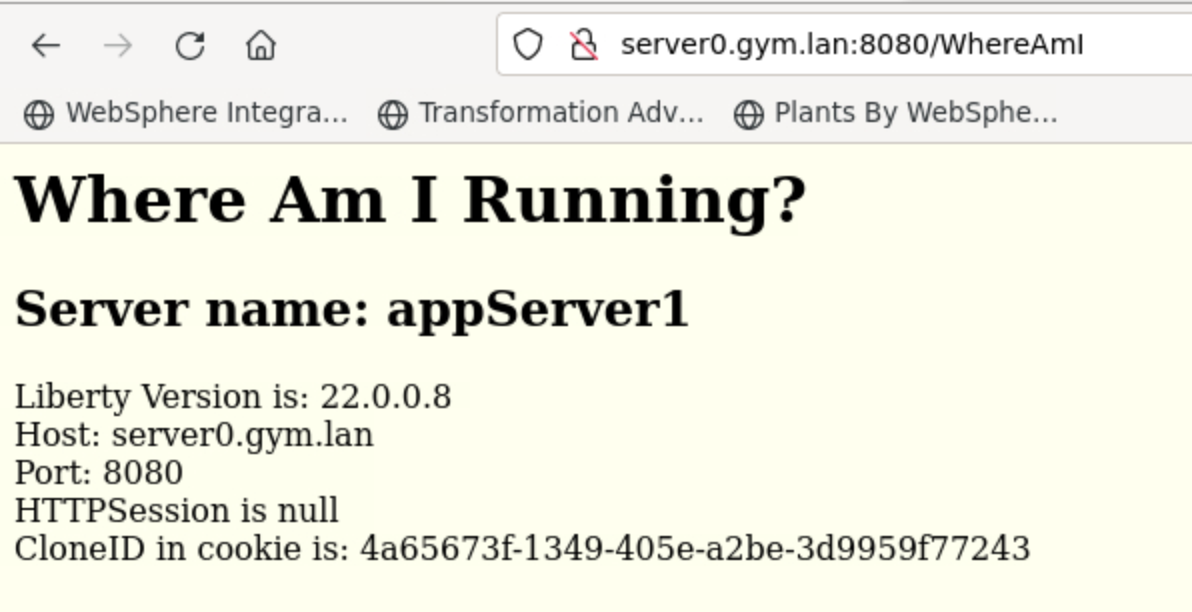 server0.gym.lan:8080/WhereAmI
WebSphere Integra... Transformation Adv... Plants By WebSphe...
Where Am I Running?
Server name: appServer1
Liberty Version is: 22.0.0.8
Host: server0.gym.lan
Port: 8080
HTTPSession is null
CloneID in cookie is: 4a65673f-1349-405e-a2be-3d9959f77243